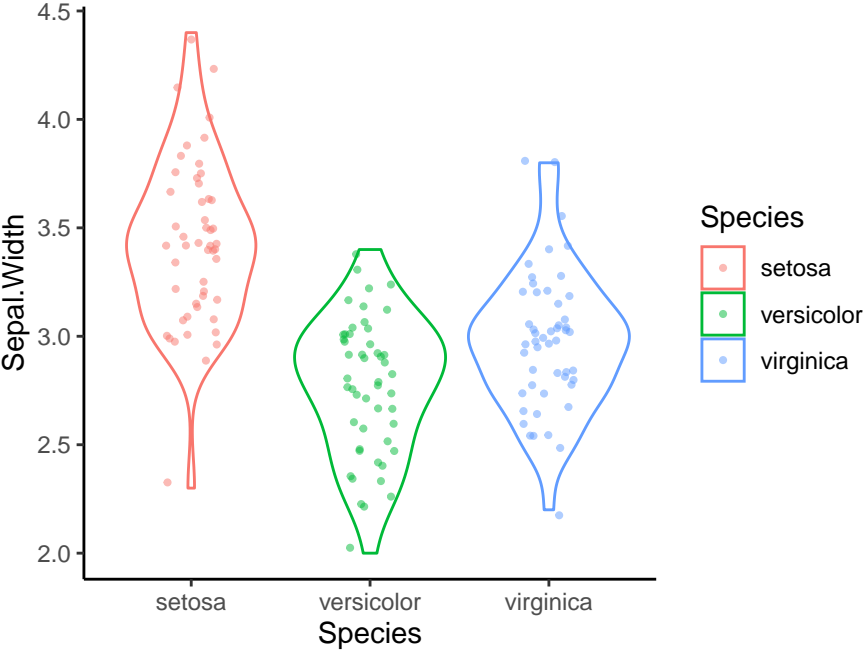 4.5
4.0
3.5
3.0
2.5
2.0
Sepal.Width
setosa
versicolor
virginica
Species
Species
setosa
versicolor
virginica